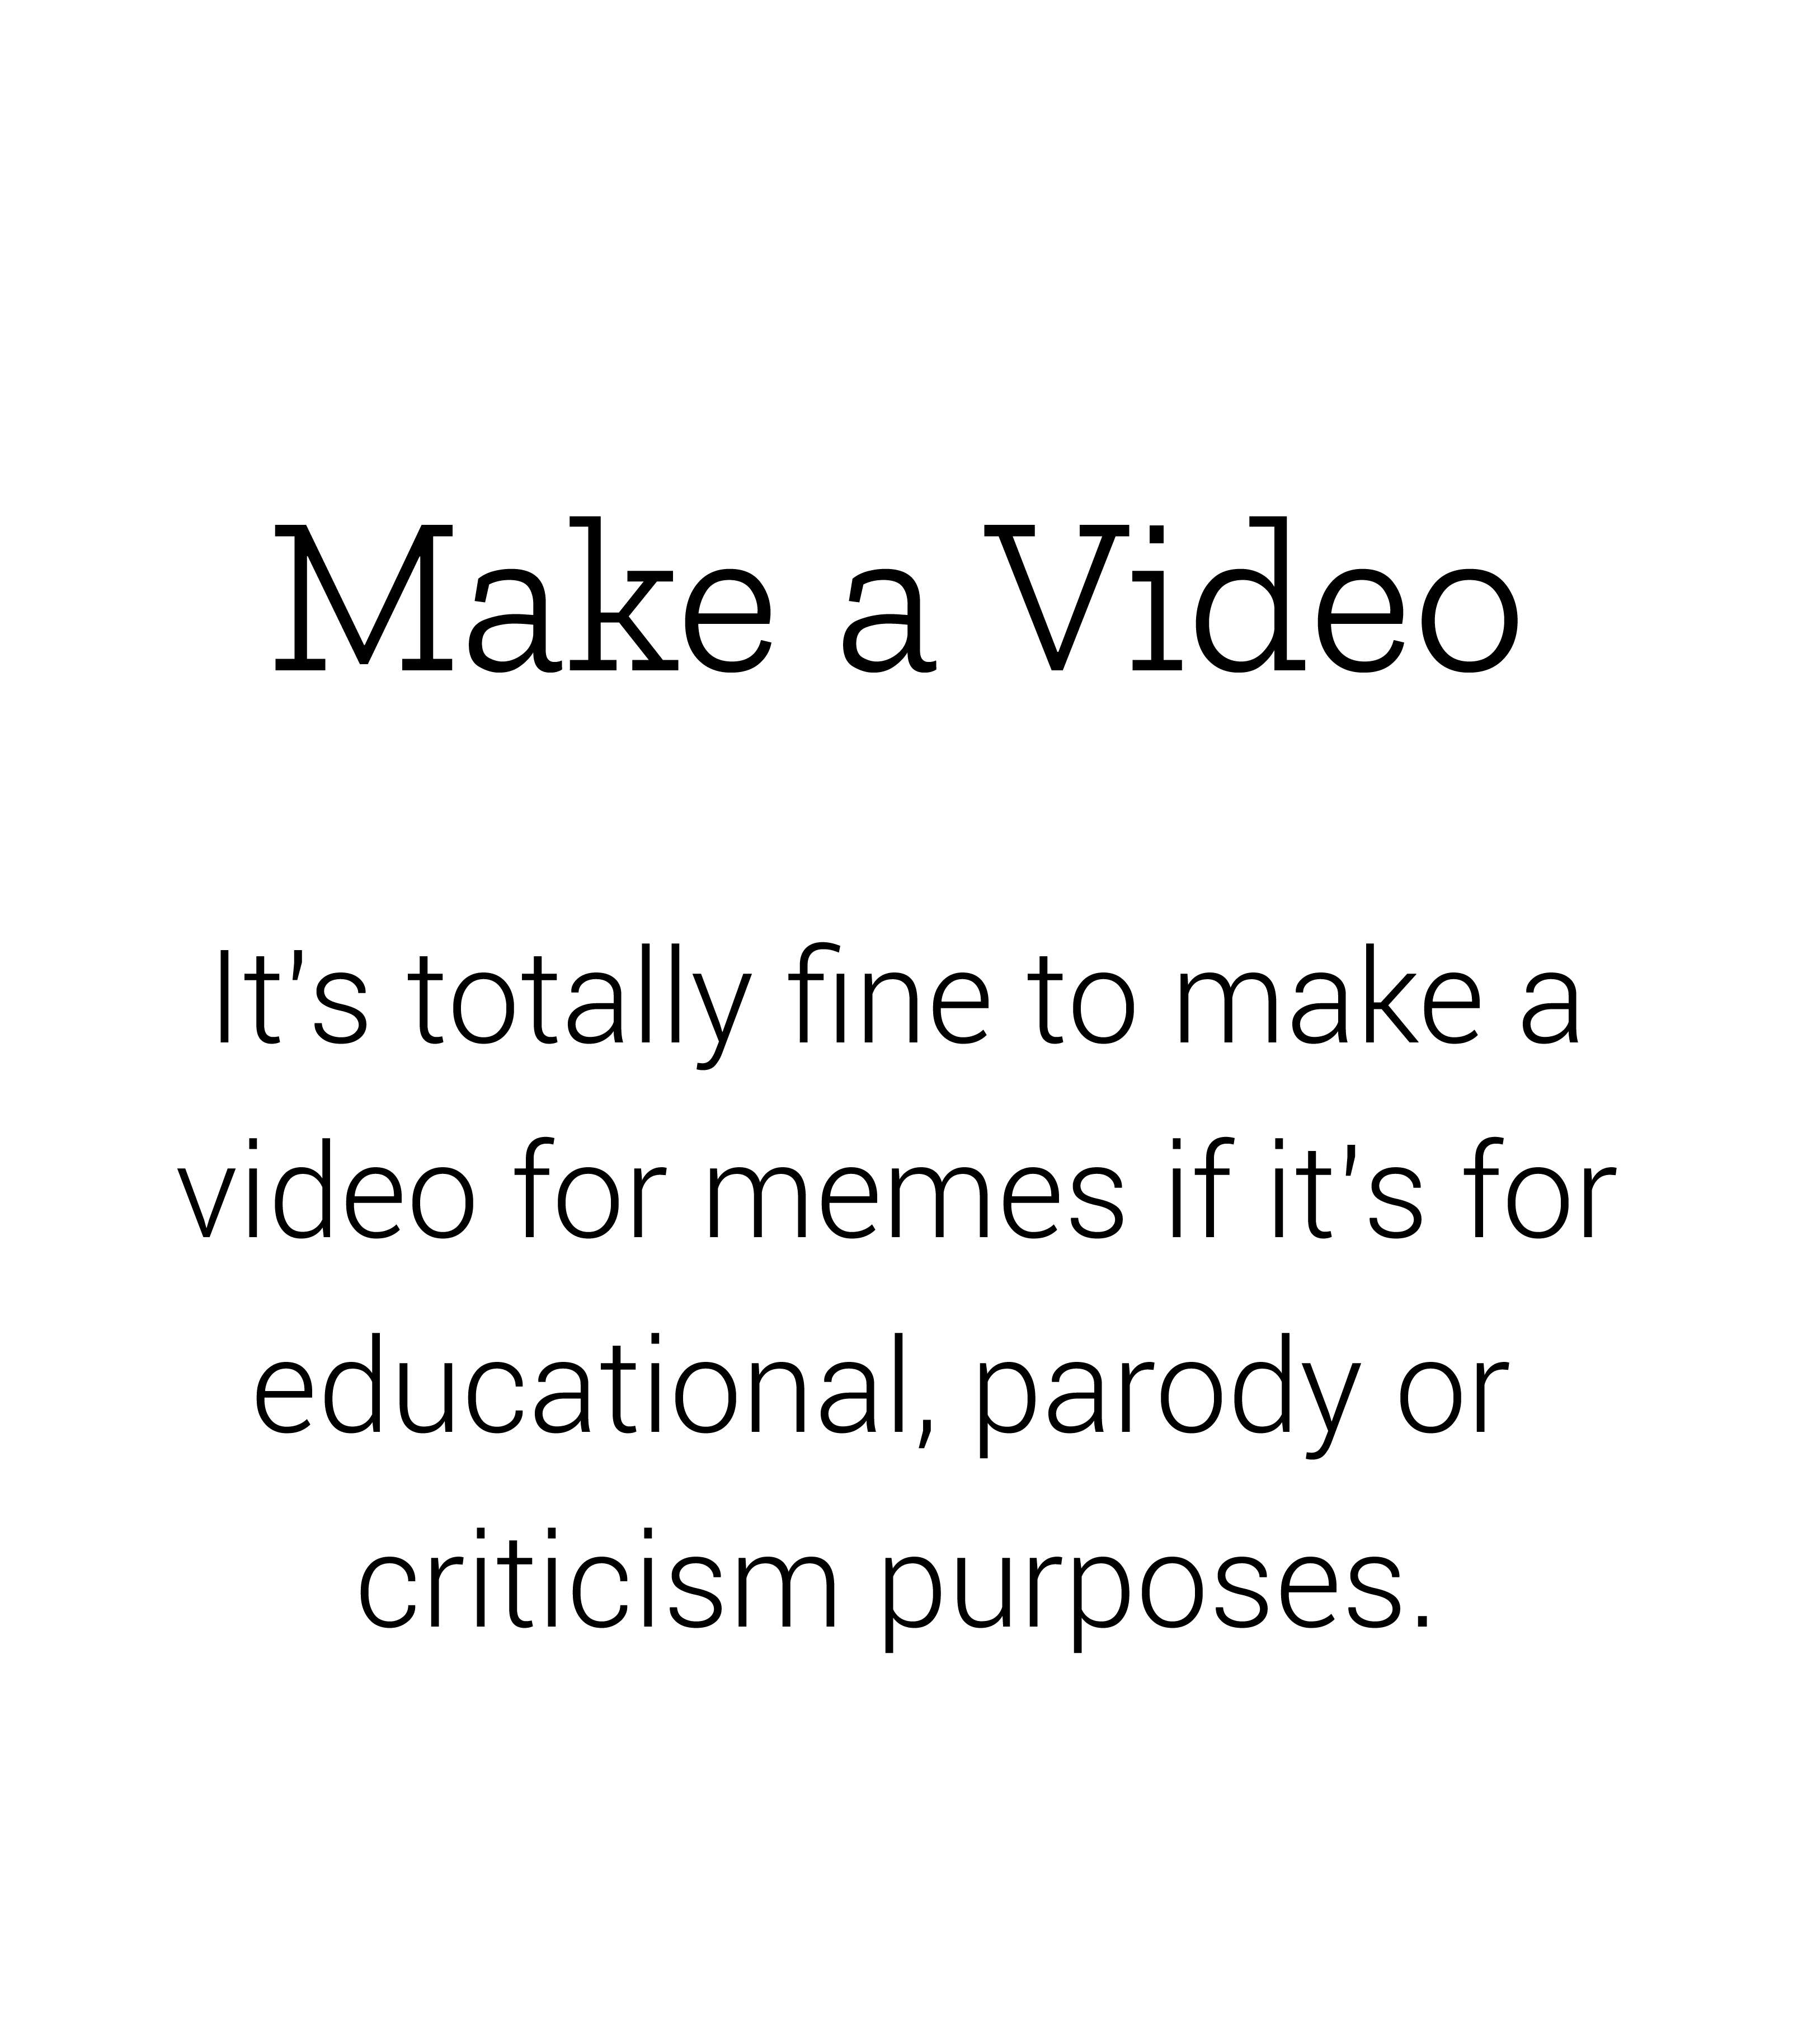 Make a Video
It’s totally fine to make a
video for memes if it’s for
educational, parody or
criticism purposes.